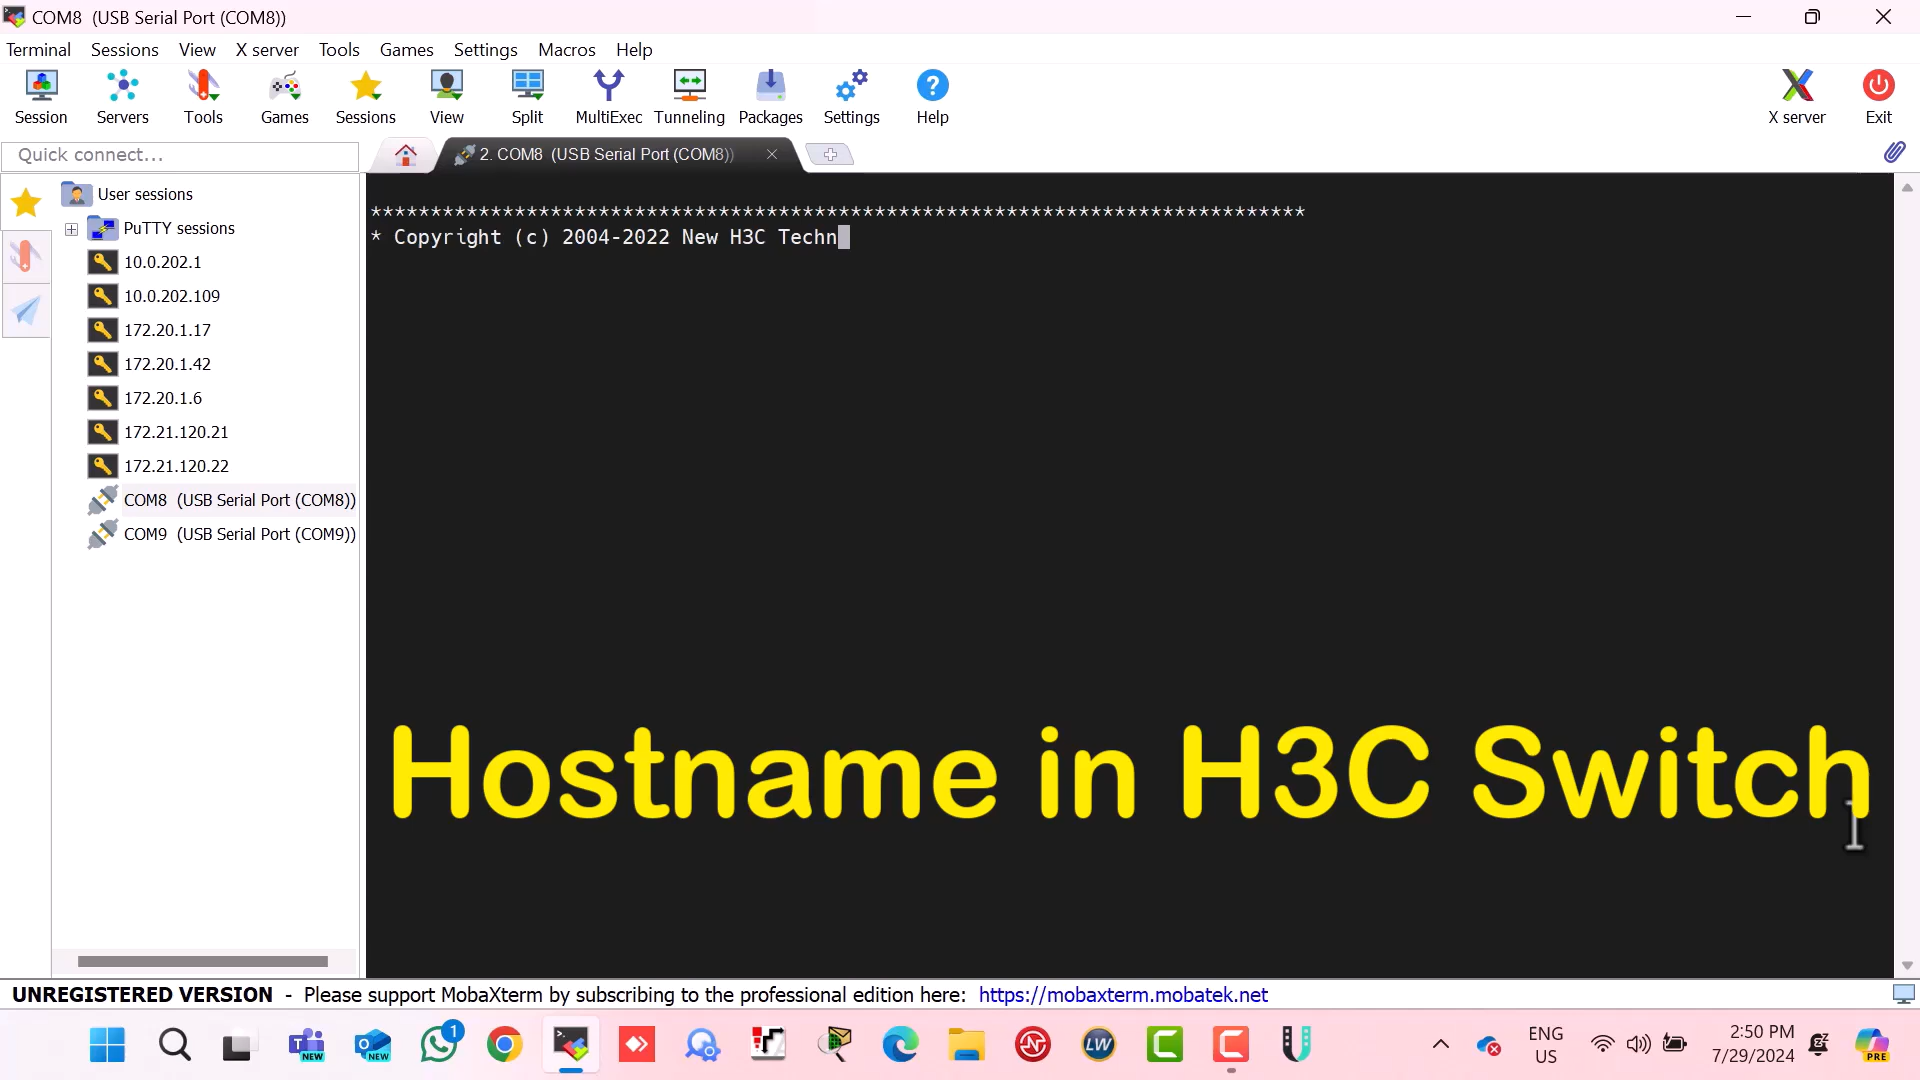 COM8 (USB Serial Port (COM8))
Terminal Sessions View X server Tools Games Settings Macros Help
Session Servers Tools Games Sessions View Split MultiExec Tunneling Packages Settings Help X server Exit
Quick connect...
2. COM8 (USB Serial Port (COM8))
User sessions
PuTTY sessions
10.0.202.1
10.0.202.109
172.20.1.17
172.20.1.42
172.20.1.6
172.21.120.21
172.21.120.22
COM8 (USB Serial Port (COM8))
COM9 (USB Serial Port (COM9))
******************************************************************************
* Copyright (c) 2004-2022 New H3C Techn
Hostname in H3C Switch
UNREGISTERED VERSION - Please support MobaXterm by subscribing to the professional edition here: https://mobaxterm.mobatek.net
NEW
NEW
1
LW
ENG
US
2:50 PM
7/29/2024
PRE